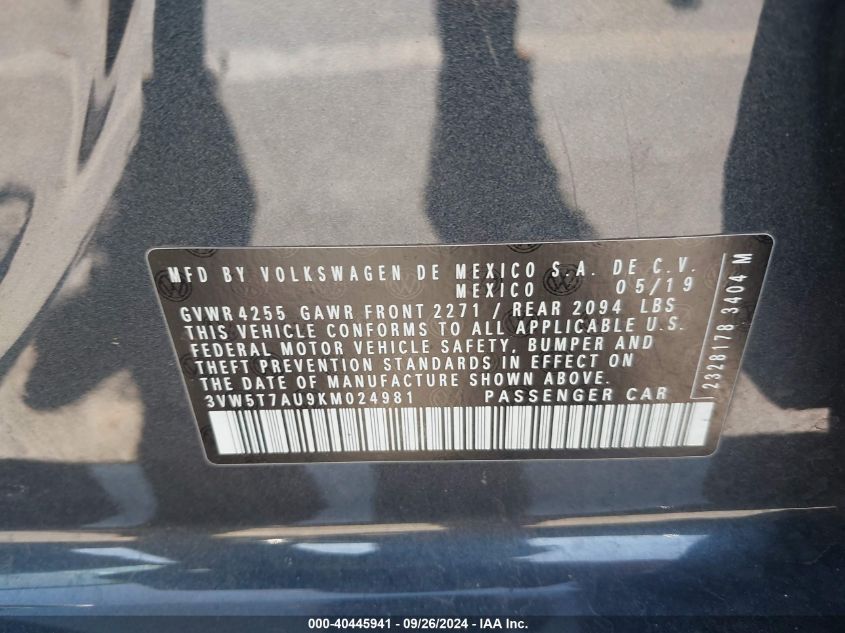 MFD BY VOLKSWAGEN DE MEXICO S.A. DE C.V.
MEXICO 05/19
GVWR 4255 GAWR FRONT 2271 / REAR 2094 LBS
THIS VEHICLE CONFORMS TO ALL APPLICABLE U.S.
FEDERAL MOTOR VEHICLE SAFETY, BUMPER AND
THEFT PREVENTION STANDARDS IN EFFECT ON
THE DATE OF MANUFACTURE SHOWN ABOVE.
3VW5T7AU9KM024981 PASSENGER CAR
2328178 3404 M
000-40445941 / 09/26/2024 / IAA Inc.